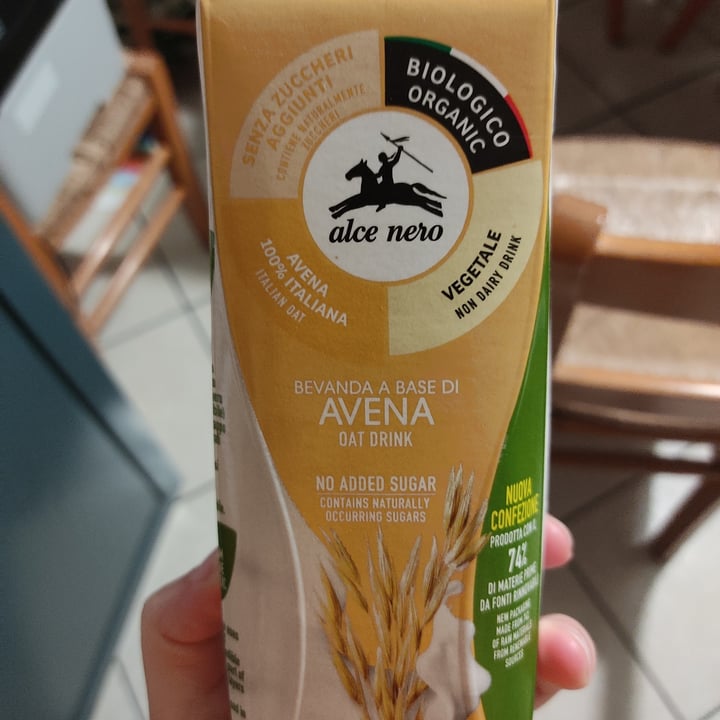 SENZA ZUCCHERI
AGGIUNTI
CONTIENE NATURALMENTE
ZUCCHERI
BIOLOGICO
ORGANIC
alce nero
AVENA
100% ITALIANA
ITALIAN OAT
VEGETALE
NON DAIRY DRINK
BEVANDA A BASE DI
AVENA
OAT DRINK
NO ADDED SUGAR
CONTAINS NATURALLY
OCCURRING SUGARS
NUOVA
CONFEZIONE
PRODOTTA CON IL
74%
DI MATERIE PRIME
DA FONTI RINNOVABILI
NEW PACKAGING
MADE FROM 74%
OF RAW MATERIALS
FROM RENEWABLE
SOURCES